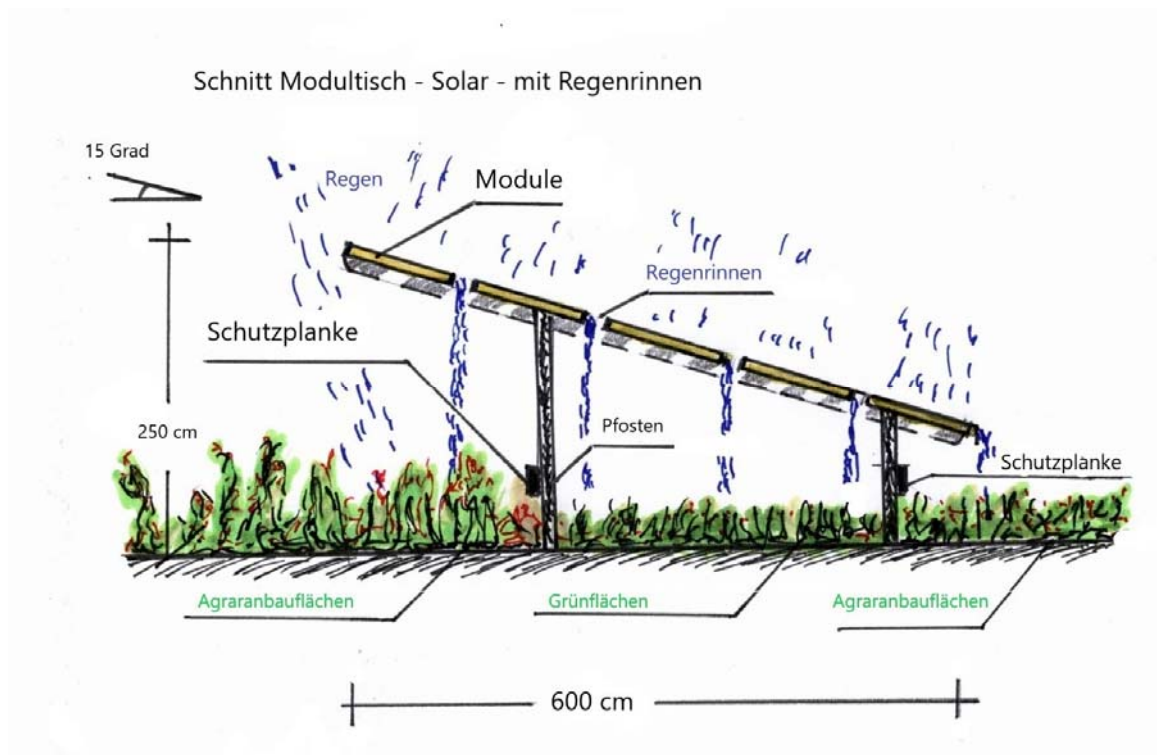 Schnitt Modultisch - Solar - mit Regenrinnen
15 Grad
Regen
Module
Regenrinnen
Schutzplanke
250 cm
Pfosten
Schutzplanke
Agraranbauflächen
Grünflächen
Agraranbauflächen
600 cm